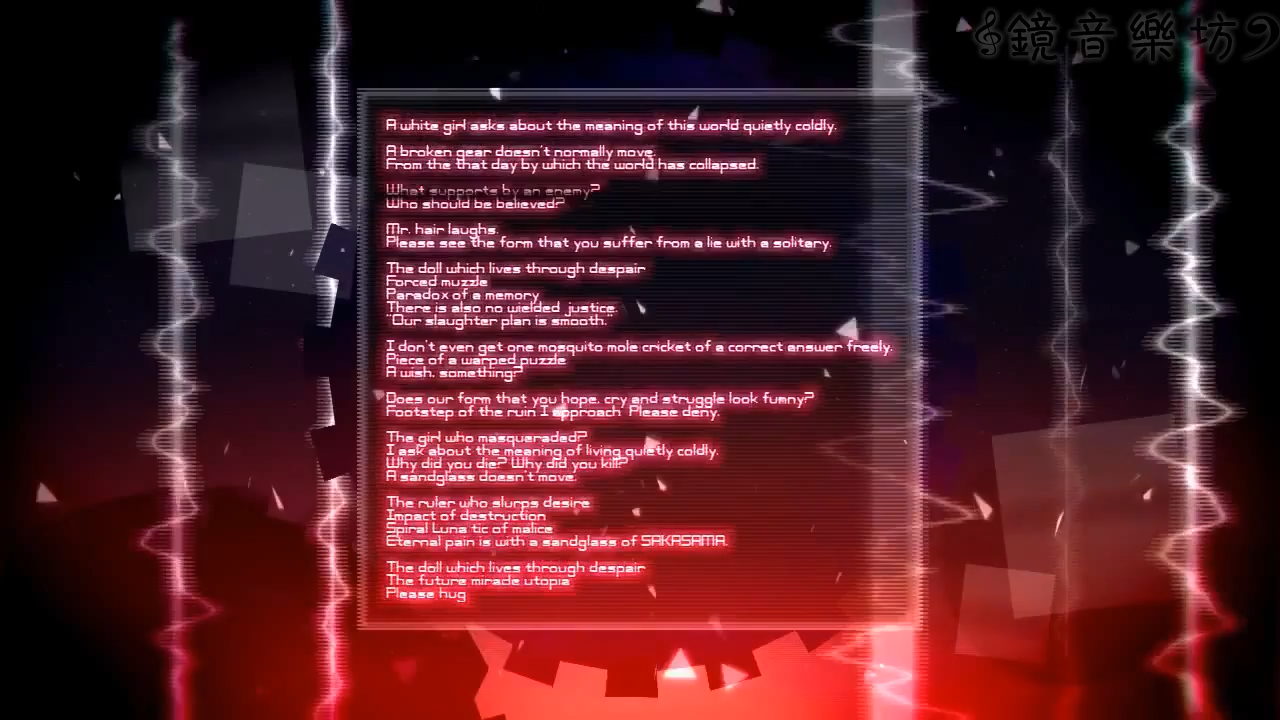 鏡音樂坊
A white girl asks about the meaning of this world quietly coldly.
A broken gear doesn't normally move.
From the that day by which the world has collapsed.
What supports by an enemy?
Who should be believed?
Mr. hair laughs.
Please see the form that you suffer from a lie with a solitary.
The doll which lives through despair
Forced muzzle
Paradox of a memory
There is also no wielded justice.
"Our slaughter plan is smooth."
I don't even get one mosquito mole cricket of a correct answer freely.
Piece of a warped puzzle
A wish, something?
Does our form that you hope, cry and struggle look funny?
Footstep of the ruin I approach Please deny.
The girl who masqueraded?
I ask about the meaning of living quietly coldly.
Why did you die? Why did you kill?
A sandglass doesn't move.
The ruler who slurps desire
Impact of destruction
Spiral Luna tic of malice
Eternal pain is with a sandglass of SAKASAMA.
The doll which lives through despair
The future miracle utopia
Please hug